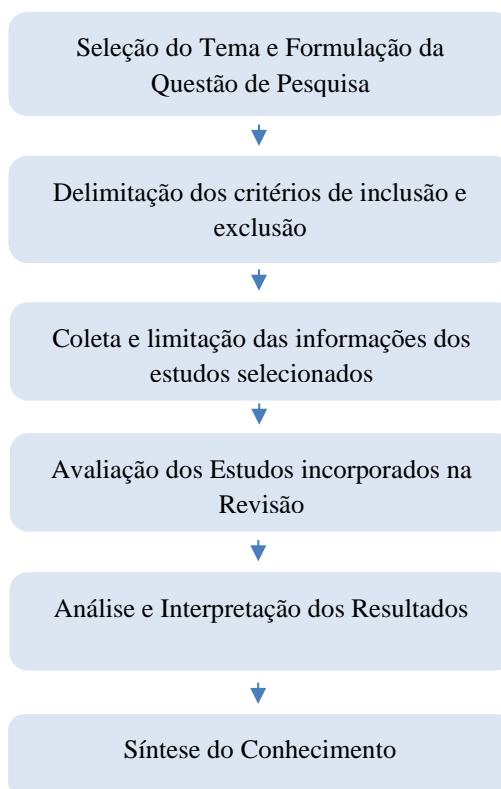 Seleção do Tema e Formulação da
Questão de Pesquisa
Delimitação dos critérios de inclusão e
exclusão
Coleta e limitação das informações dos
estudos selecionados
Avaliação dos Estudos incorporados na
Revisão
Análise e Interpretação dos Resultados
Síntese do Conhecimento